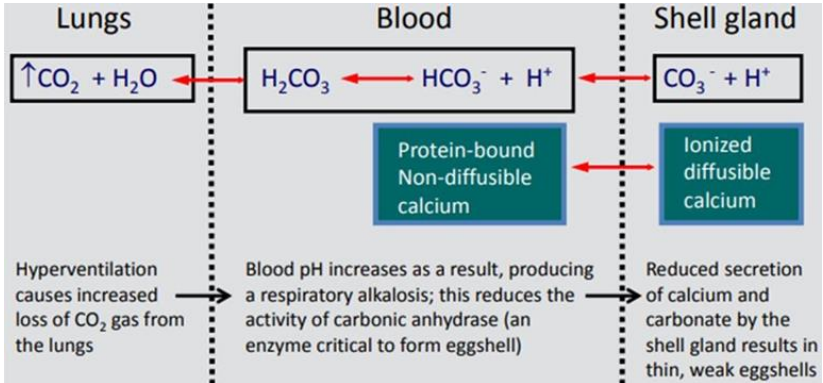 Lungs
Blood
Shell gland
↑CO₂ + H₂O
H₂CO₃
HCO₃⁻ + H⁺
CO₃⁻ + H⁺
Protein-bound
Non-diffusible
calcium
Ionized
diffusible
calcium
Hyperventilation
causes increased
loss of CO₂ gas from
the lungs
Blood pH increases as a result, producing
a respiratory alkalosis; this reduces the
activity of carbonic anhydrase (an
enzyme critical to form eggshell)
Reduced secretion
of calcium and
carbonate by the
shell gland results in
thin, weak eggshells